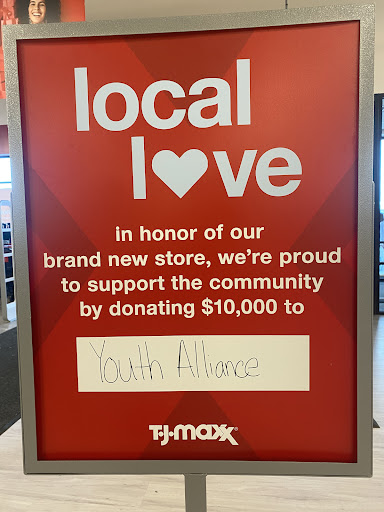 local
l♥ve
in honor of our
brand new store, we're proud
to support the community
by donating $10,000 to
Youth Alliance
T·J·maxx®